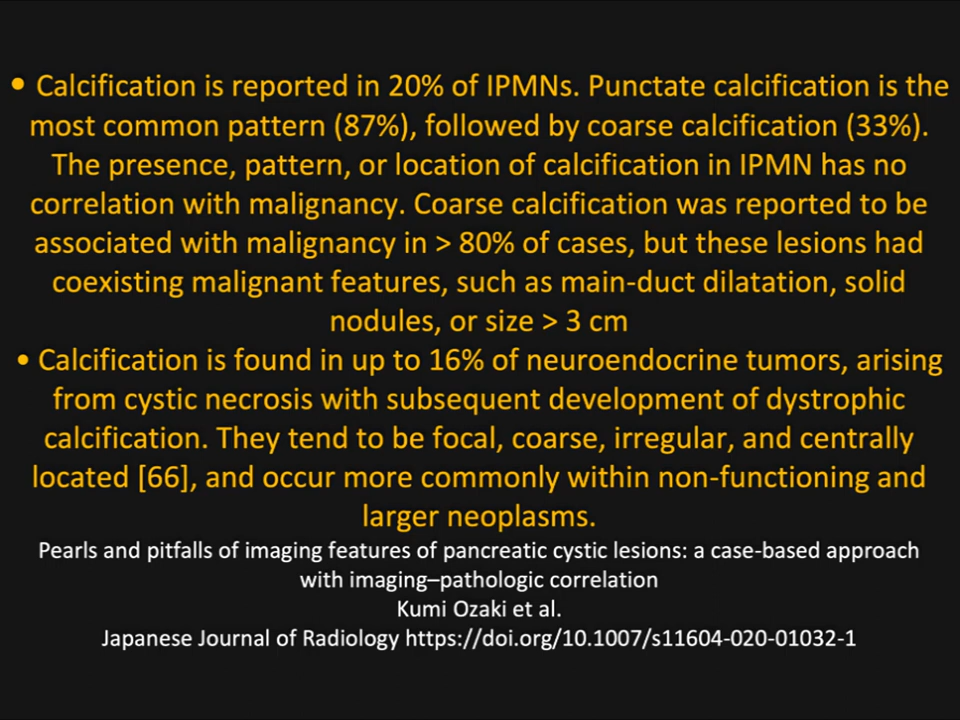 • Calcification is reported in 20% of IPMNs. Punctate calcification is the
most common pattern (87%), followed by coarse calcification (33%).
The presence, pattern, or location of calcification in IPMN has no
correlation with malignancy. Coarse calcification was reported to be
associated with malignancy in > 80% of cases, but these lesions had
coexisting malignant features, such as main-duct dilatation, solid
nodules, or size > 3 cm
• Calcification is found in up to 16% of neuroendocrine tumors, arising
from cystic necrosis with subsequent development of dystrophic
calcification. They tend to be focal, coarse, irregular, and centrally
located [66], and occur more commonly within non-functioning and
larger neoplasms.
Pearls and pitfalls of imaging features of pancreatic cystic lesions: a case-based approach
with imaging–pathologic correlation
Kumi Ozaki et al.
Japanese Journal of Radiology https://doi.org/10.1007/s11604-020-01032-1